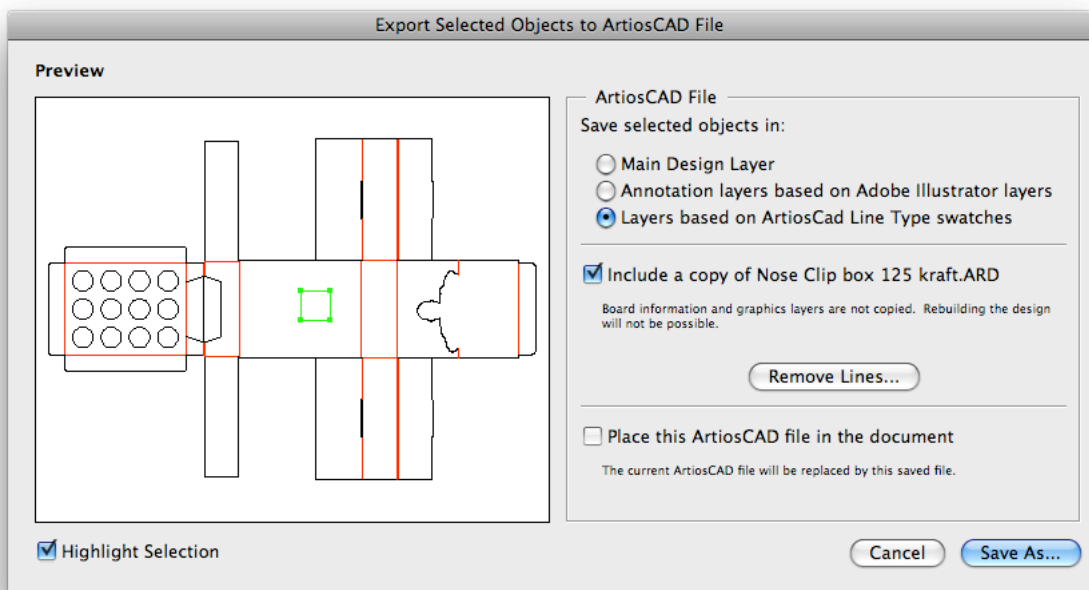 Export Selected Objects to ArtiosCAD File
Preview
ArtiosCAD File
Save selected objects in:
Main Design Layer
Annotation layers based on Adobe Illustrator layers
Layers based on ArtiosCad Line Type swatches
Include a copy of Nose Clip box 125 kraft.ARD
Board information and graphics layers are not copied. Rebuilding the design
will not be possible.
Remove Lines...
Place this ArtiosCAD file in the document
The current ArtiosCAD file will be replaced by this saved file.
Highlight Selection
Cancel
Save As...